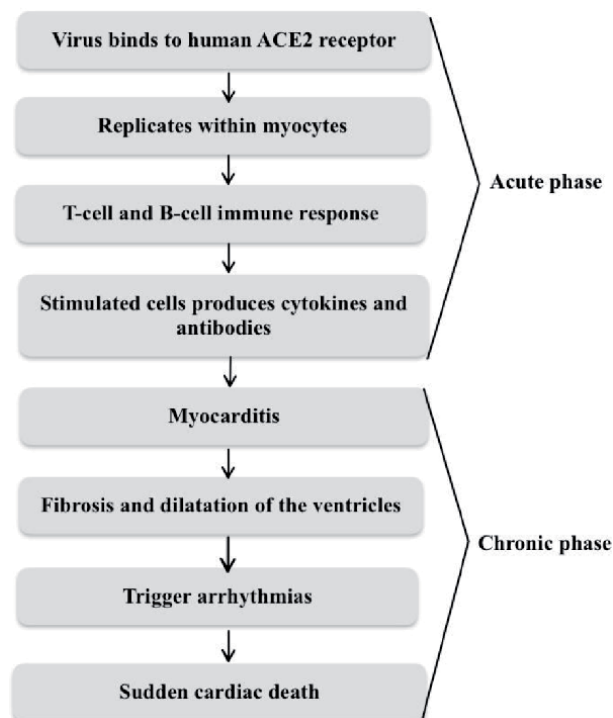 Virus binds to human ACE2 receptor
Replicates within myocytes
T-cell and B-cell immune response
Stimulated cells produces cytokines and
antibodies
Acute phase
Myocarditis
Fibrosis and dilatation of the ventricles
Trigger arrhythmias
Sudden cardiac death
Chronic phase